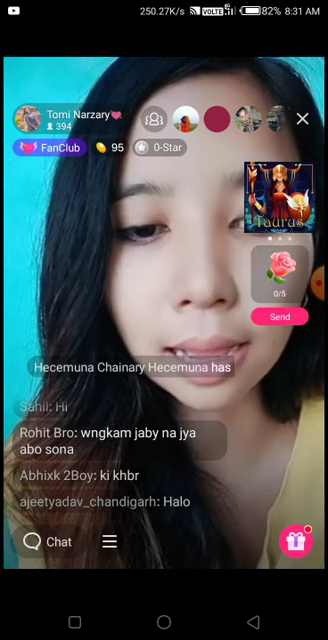 250.27K/s VOLTE 4G 82% 8:31 AM
Tomi Narzary💘
394
FanClub 95 0-Star
Taurus
0/5
Send
Hecemuna Chainary Hecemuna has
Sahil: Hi
Rohit Bro: wngkam jaby na jya
abo sona
Abhixk 2Boy: ki khbr
ajeetyadav_chandigarh: Halo
Chat